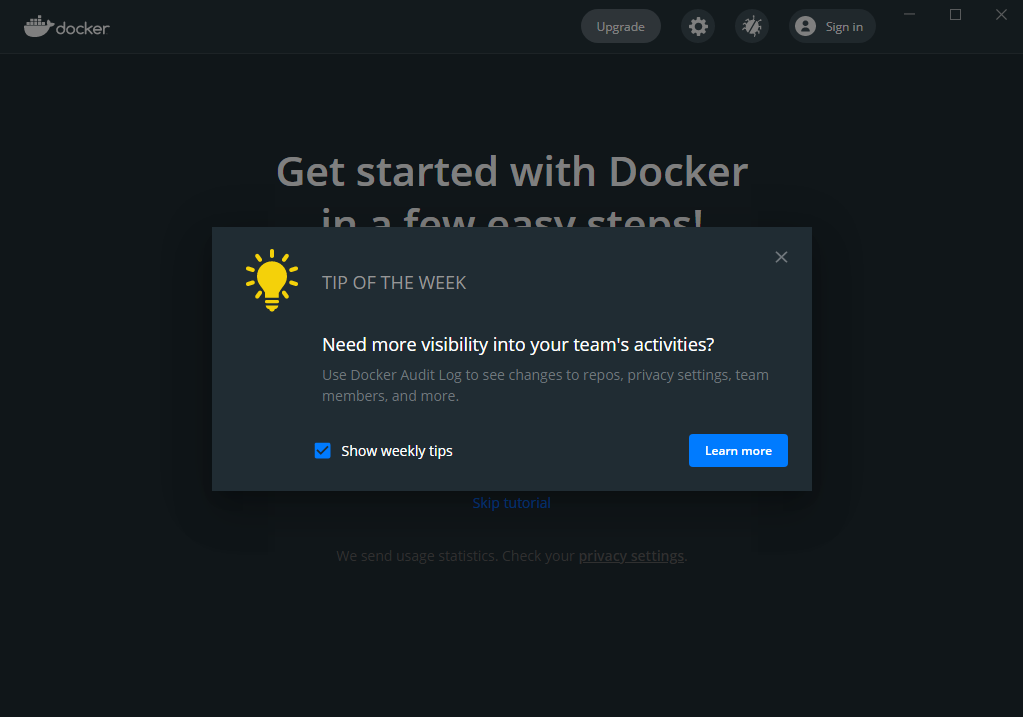 docker
Upgrade
Sign in
Get started with Docker
in a few easy steps!
TIP OF THE WEEK
Need more visibility into your team's activities?
Use Docker Audit Log to see changes to repos, privacy settings, team
members, and more.
Show weekly tips
Learn more
Skip tutorial
We send usage statistics. Check your privacy settings.